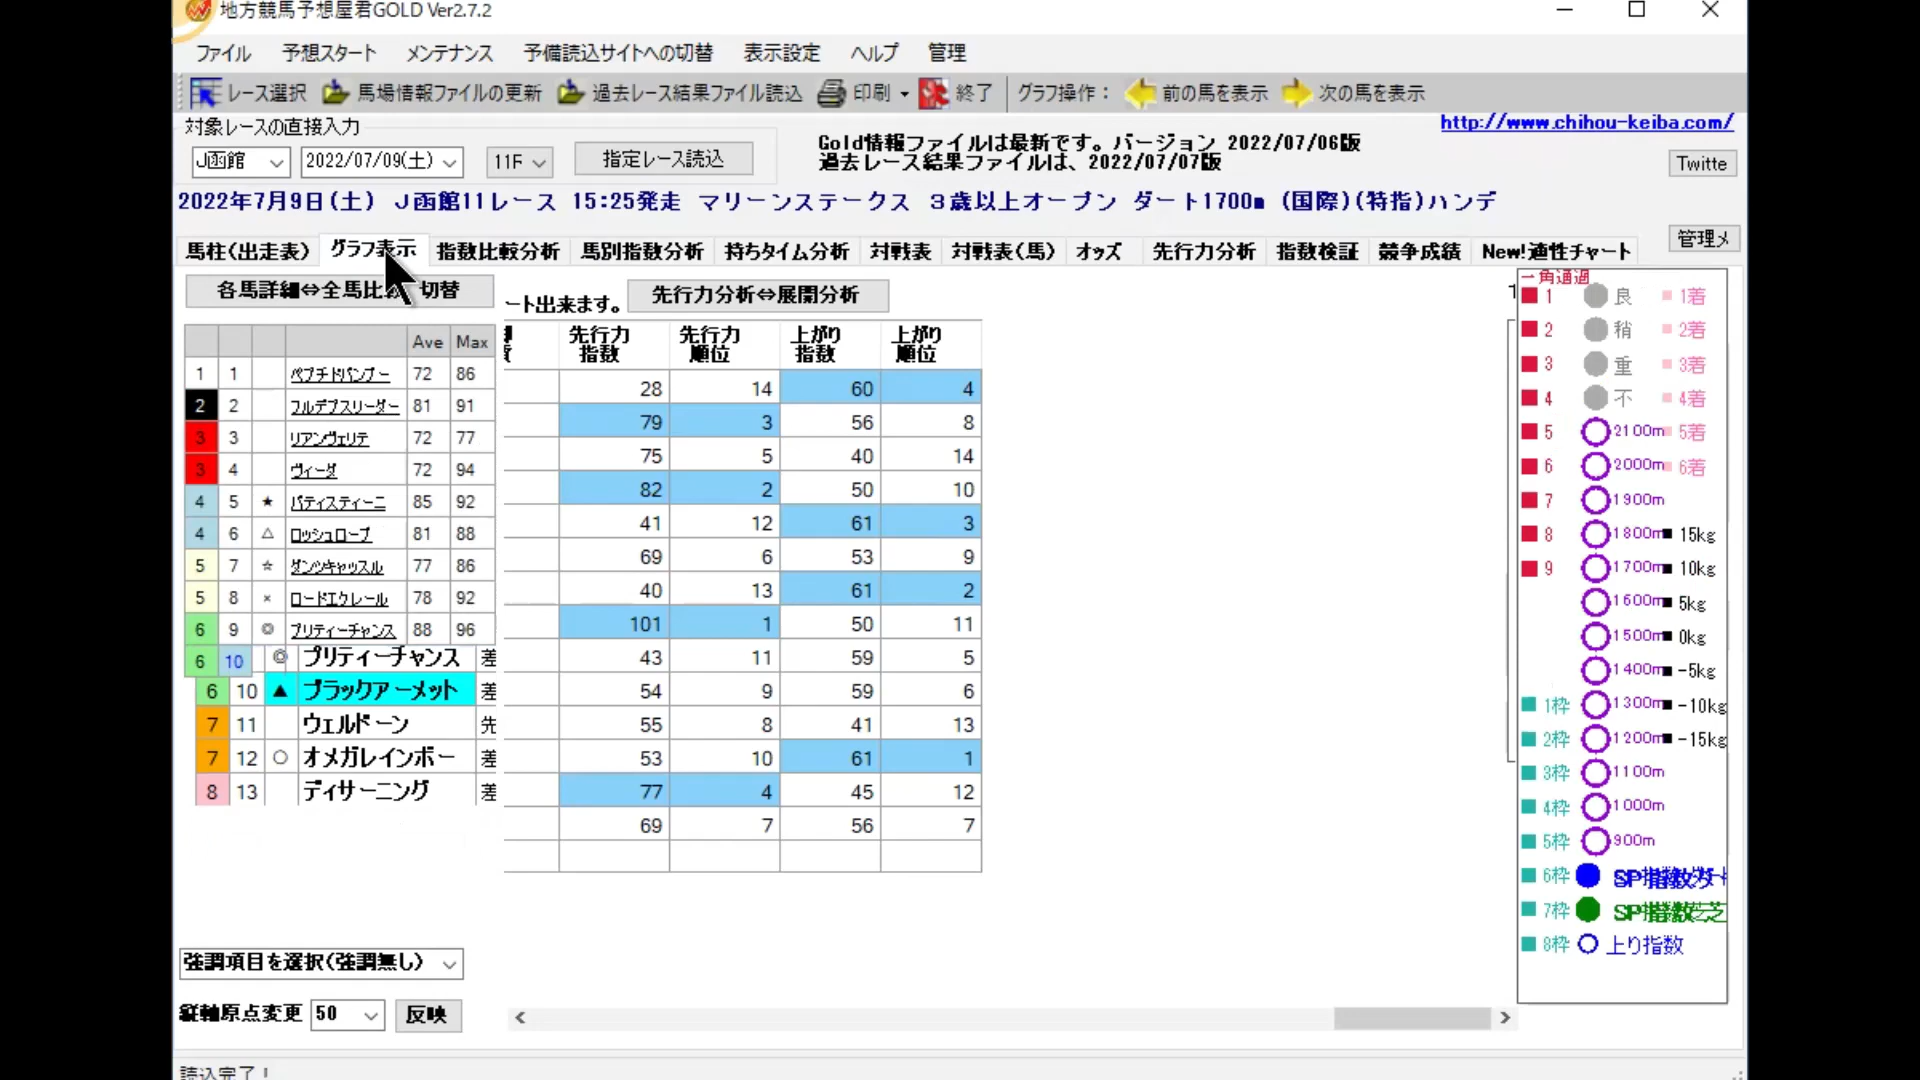 地方競馬予想屋君GOLD Ver2.7.2
ファイル 予想スタート メンテナンス 予備読込サイトへの切替 表示設定 ヘルプ 管理
レース選択 馬場情報ファイルの更新 過去レース結果ファイル読込 印刷 終了 グラフ操作： 前の馬を表示 次の馬を表示
対象レースの直接入力
http://www.chihou-keiba.com/
J函館 2022/07/09(土) 11R 指定レース読込
Gold情報ファイルは最新です。バージョン 2022/07/06版
過去レース結果ファイルは、2022/07/07版
Twitte
2022年7月9日(土) J函館11レース 15:25発走 マリーンステークス 3歳以上オープン ダート1700m (国際)(特指)ハンデ
管理メ
馬柱(出走表) グラフ表示 指数比較分析 馬別指数分析 持ちタイム分析 対戦表 対戦表(馬) オッズ 先行力分析 指数検証 競争成績 New!適性チャート
各馬詳細⇔全馬比 切替
ート出来ます。 先行力分析⇔展開分析
Ave Max
1 1 ペプチドバンブー 72 86
2 2 フルデプスリーダー 81 91
3 3 リアンヴェリテ 72 77
3 4 ヴィーダ 72 94
4 5 ★ バティスティーニ 85 92
4 6 △ ロッシュローブ 81 88
5 7 ☆ ダンツキャッスル 77 86
5 8 × ロードエクレール 78 92
6 9 ◎ プリティーチャンス 88 96
6 10 ◎ プリティーチャンス 差
6 10 ▲ ブラックアーメット 差
7 11 ウェルドーン 先
7 12 ○ オメガレインボー 差
8 13 ディサーニング 差
先行力指数 先行力順位 上がり指数 上がり順位
28 14 60 4
79 3 56 8
75 5 40 14
82 2 50 10
41 12 61 3
69 6 53 9
40 13 61 2
101 1 50 11
43 11 59 5
54 9 59 6
55 8 41 13
53 10 61 1
77 4 45 12
69 7 56 7
一角通過
1 良 1着
2 稍 2着
3 重 3着
4 不 4着
5 2100m 5着
6 2000m 6着
7 1900m
8 1800m 15kg
9 1700m 10kg
1600m 5kg
1500m 0kg
1400m -5kg
1枠 1300m -10kg
2枠 1200m -15kg
3枠 1100m
4枠 1000m
5枠 900m
6枠 SP指数ダート
7枠 SP指数芝
8枠 上り指数
強調項目を選択(強調無し)
縦軸原点変更 50 反映
読込完了！